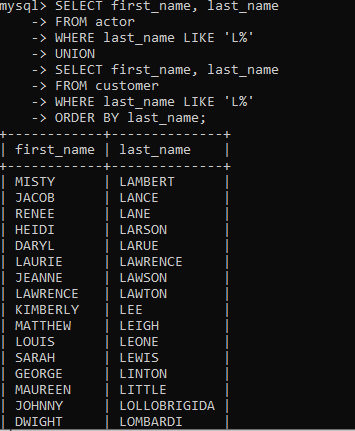 mysql> SELECT first_name, last_name
    -> FROM actor
    -> WHERE last_name LIKE 'L%'
    -> UNION
    -> SELECT first_name, last_name
    -> FROM customer
    -> WHERE last_name LIKE 'L%'
    -> ORDER BY last_name;
+------------+--------------+
| first_name | last_name    |
+------------+--------------+
| MISTY      | LAMBERT      |
| JACOB      | LANCE        |
| RENEE      | LANE         |
| HEIDI      | LARSON       |
| DARYL      | LARUE        |
| LAURIE     | LAWRENCE     |
| JEANNE     | LAWSON       |
| LAWRENCE   | LAWTON       |
| KIMBERLY   | LEE          |
| MATTHEW    | LEIGH        |
| LOUIS      | LEONE        |
| SARAH      | LEWIS        |
| GEORGE     | LINTON       |
| MAUREEN    | LITTLE       |
| JOHNNY     | LOLLOBRIGIDA |
| DWIGHT     | LOMBARDI     |